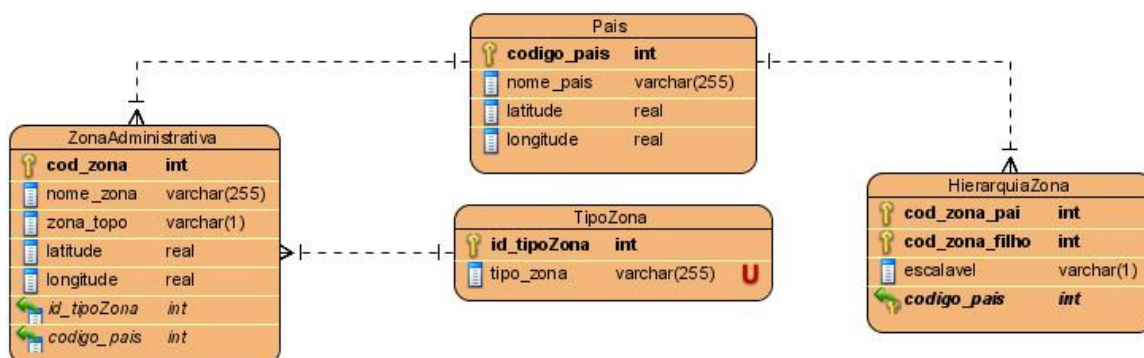 Pais
codigo_pais int
nome_pais varchar(255)
latitude real
longitude real
ZonaAdministrativa
cod_zona int
nome_zona varchar(255)
zona_topo varchar(1)
latitude real
longitude real
id_tipoZona int
codigo_pais int
TipoZona
id_tipoZona int
tipo_zona varchar(255) U
HierarquiaZona
cod_zona_pai int
cod_zona_filho int
escalavel varchar(1)
codigo_pais int